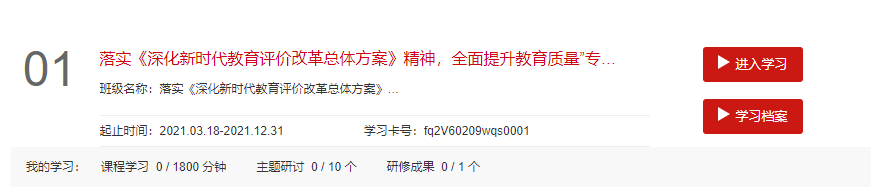 01
落实《深化新时代教育评价改革总体方案》精神，全面提升教育质量”专...
班级名称：落实《深化新时代教育评价改革总体方案》...
起止时间：2021.03.18-2021.12.31 学习卡号：fq2V60209wqs0001
进入学习
学习档案
我的学习： 课程学习 0 / 1800 分钟 主题研讨 0 / 10 个 研修成果 0 / 1 个